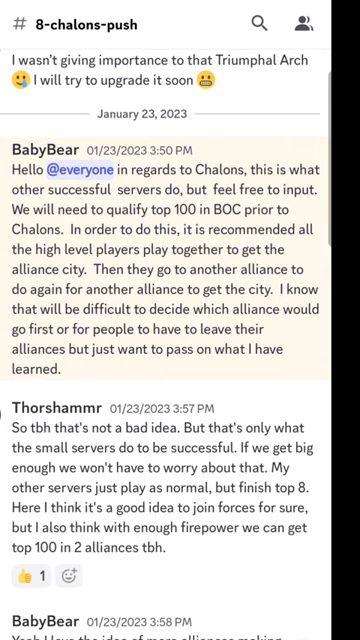 # 8-chalons-push
I wasn't giving importance to that Triumphal Arch
🥲 I will try to upgrade it soon 😬
January 23, 2023
BabyBear 01/23/2023 3:50 PM
Hello @everyone in regards to Chalons, this is what
other successful servers do, but feel free to input.
We will need to qualify top 100 in BOC prior to
Chalons. In order to do this, it is recommended all
the high level players play together to get the
alliance city. Then they go to another alliance to
do again for another alliance to get the city. I know
that will be difficult to decide which alliance would
go first or for people to have to leave their
alliances but just want to pass on what I have
learned.
Thorshammr 01/23/2023 3:57 PM
So tbh that's not a bad idea. But that's only what
the small servers do to be successful. If we get big
enough we won't have to worry about that. My
other servers just play as normal, but finish top 8.
Here I think it's a good idea to join forces for sure,
but I also think with enough firepower we can get
top 100 in 2 alliances tbh.
👍 1
BabyBear 01/23/2023 3:58 PM
Yeah I have the idea of more alliances making